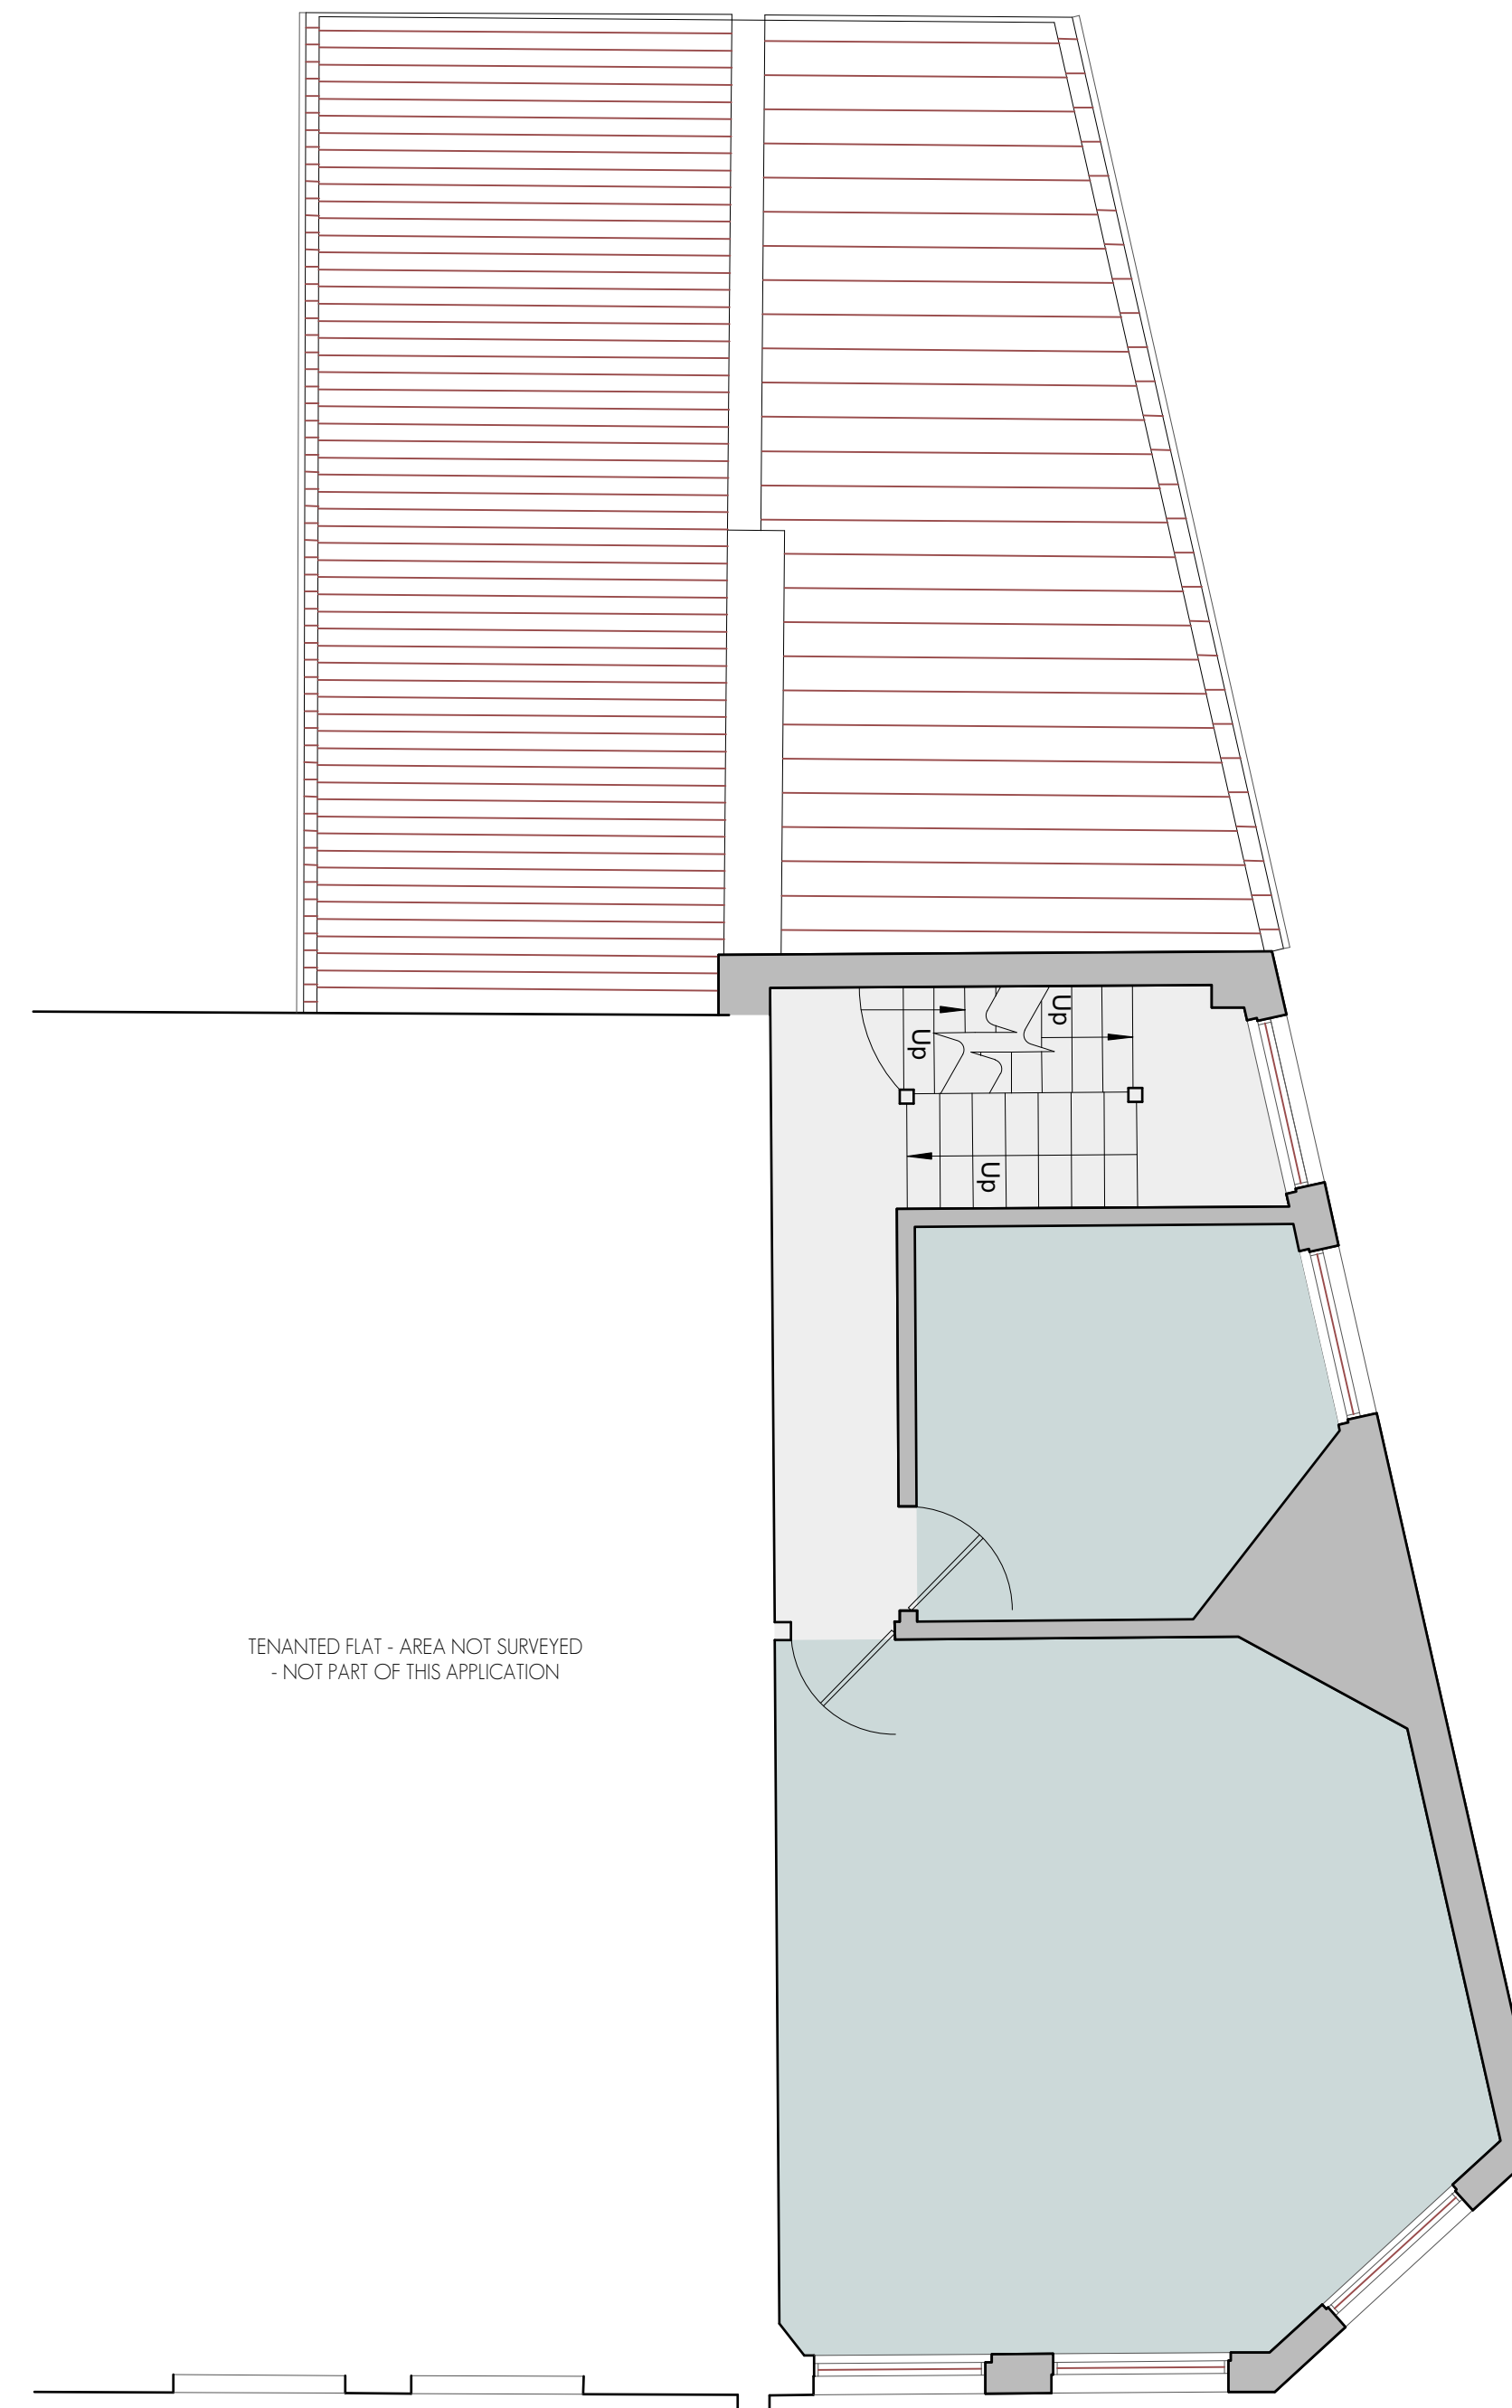 Up
Up
Up
TENANTED FLAT - AREA NOT SURVEYED
- NOT PART OF THIS APPLICATION